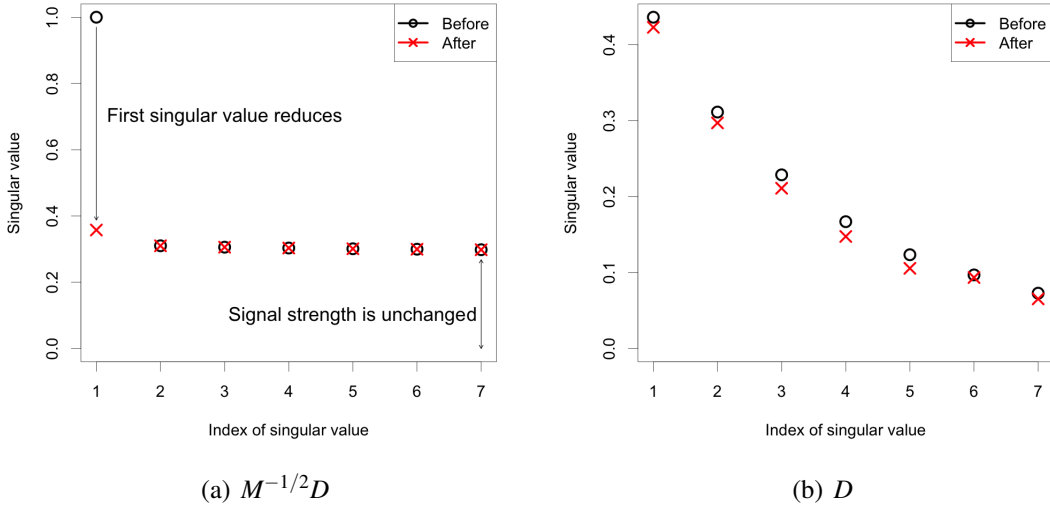 Before
After
First singular value reduces
Signal strength is unchanged
Singular value
0.0
0.2
0.4
0.6
0.8
1.0
1 2 3 4 5 6 7
Index of singular value
(a) M^{-1/2}D
Before
After
Singular value
0.0
0.1
0.2
0.3
0.4
1 2 3 4 5 6 7
Index of singular value
(b) D